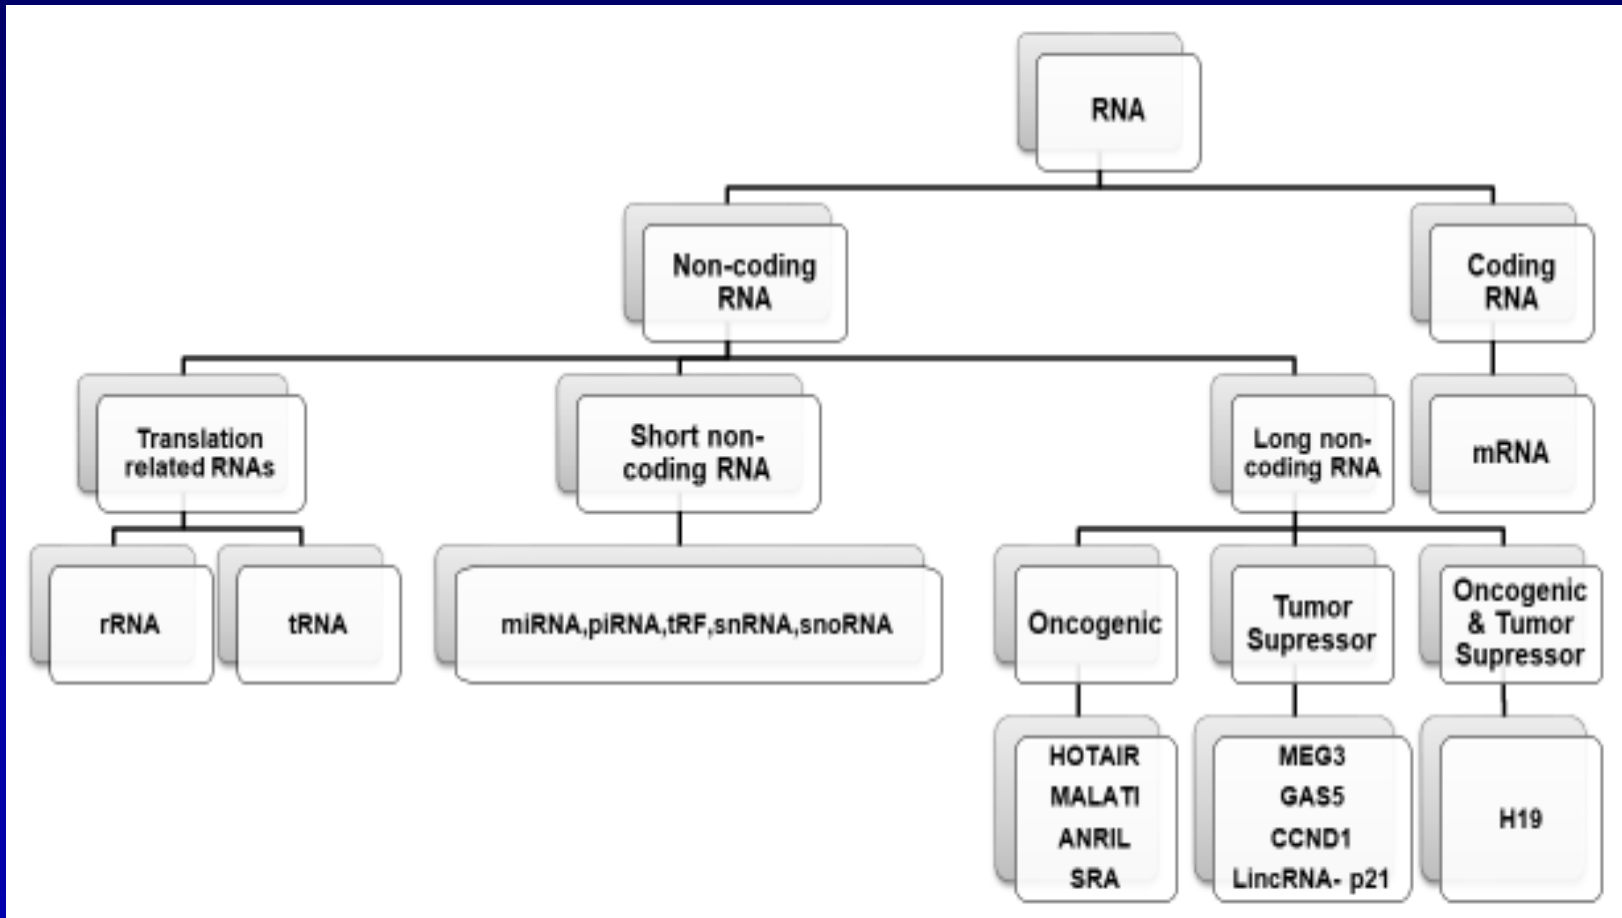 RNA
Non-coding
RNA
Coding
RNA
Translation
related RNAs
Short non-
coding RNA
Long non-
coding RNA
mRNA
rRNA
tRNA
miRNA,piRNA,tRF,snRNA,snoRNA
Oncogenic
Tumor
Supressor
Oncogenic
& Tumor
Supressor
HOTAIR
MALATI
ANRIL
SRA
MEG3
GAS5
CCND1
LincRNA- p21
H19